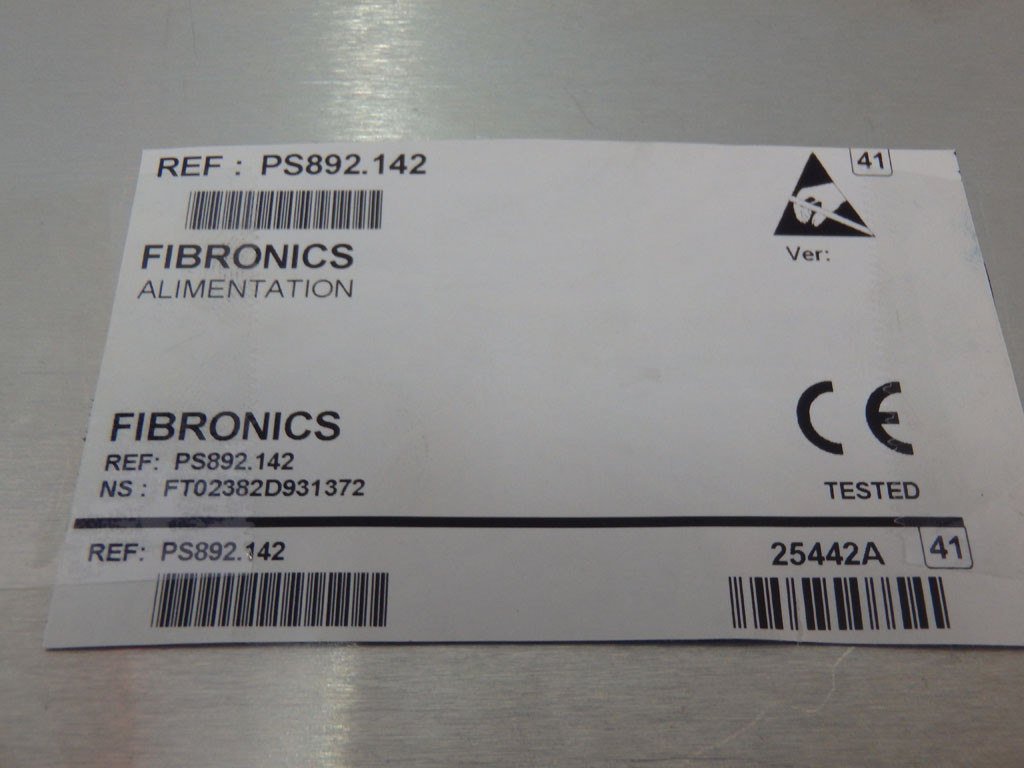 REF : PS892.142
41
FIBRONICS
ALIMENTATION
Ver:
FIBRONICS
REF: PS892.142
NS : FT02382D931372
CE
TESTED
REF: PS892.142
25442A
41